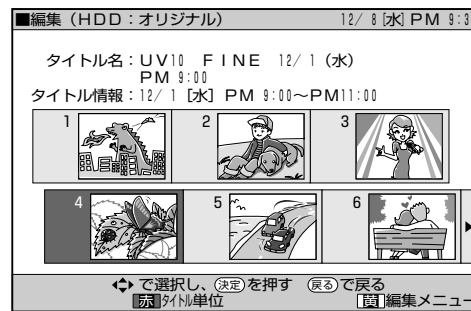 ■編集（HDD：オリジナル） 12/ 8 [水] PM 9:3
タイトル名：UV10 FINE 12/ 1（水）
PM 9:00
タイトル情報：12/ 1 [水] PM 9:00～PM11:00
1 2 3
4 5 6
で選択し、決定を押す 戻るで戻る
赤 タイトル単位 黄 編集メニュー